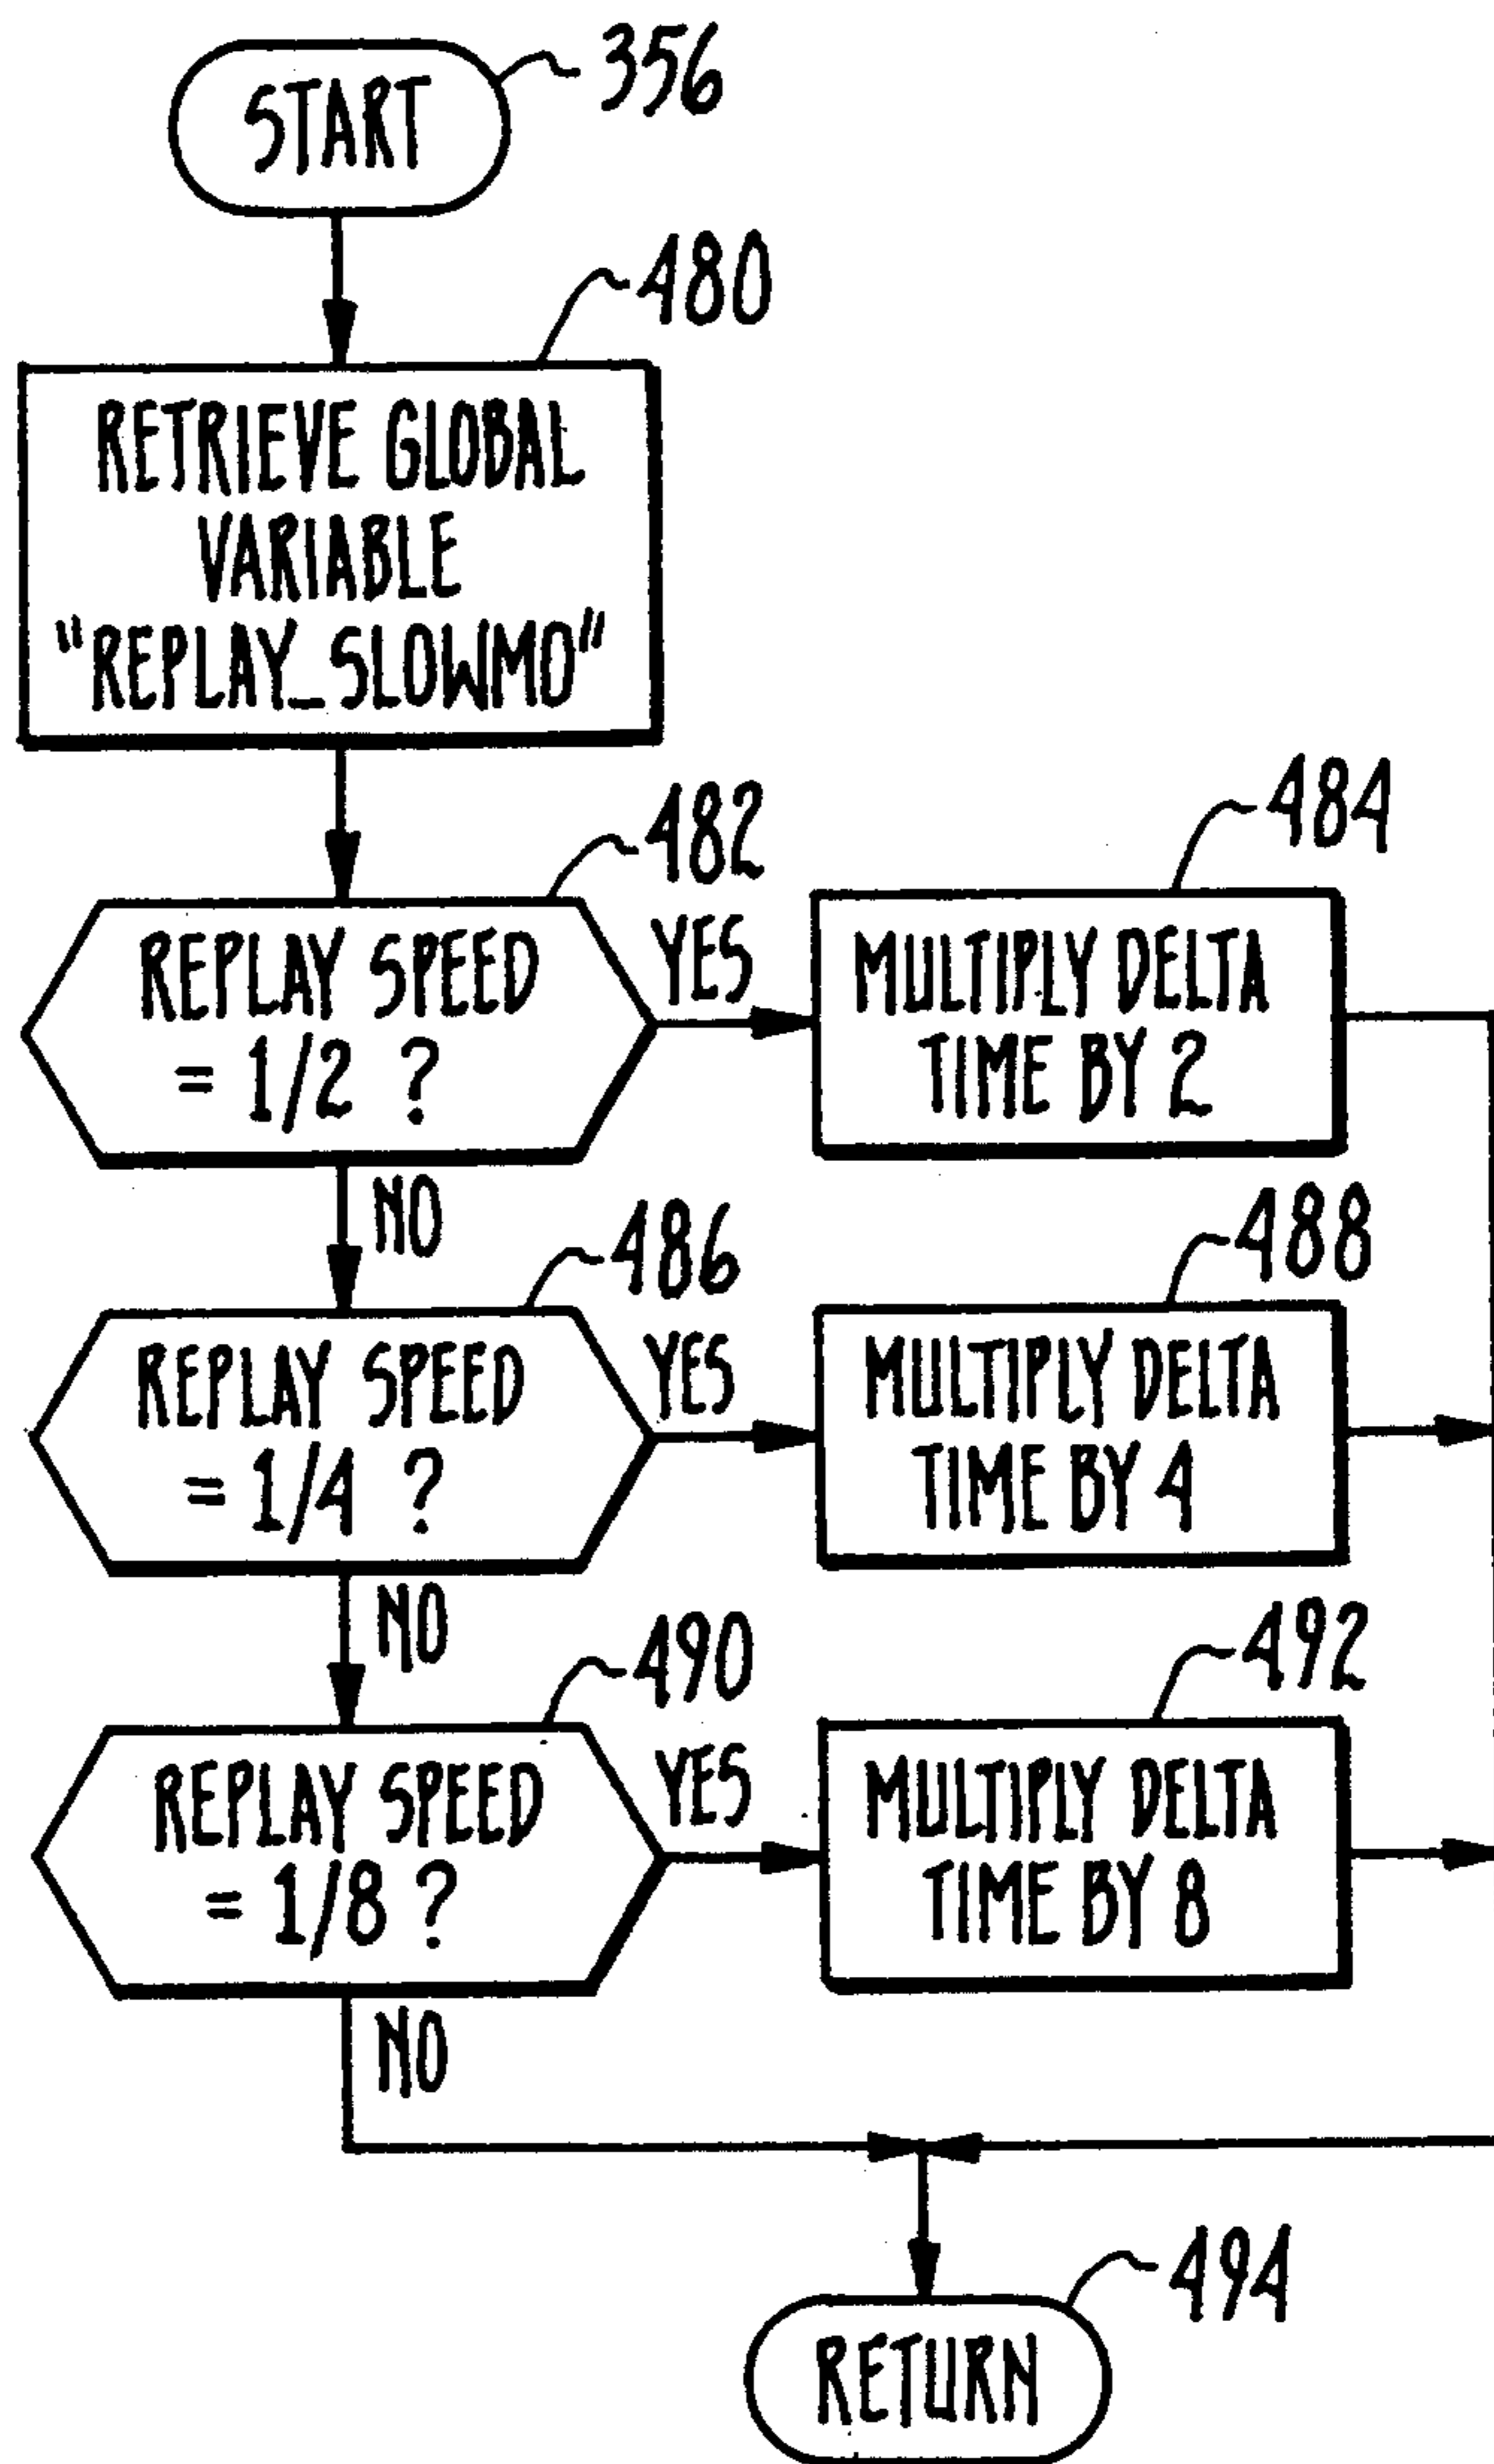 START
356
480
RETRIEVE GLOBAL
VARIABLE
"REPLAY_SLOWMO"
482
REPLAY SPEED
= 1/2 ?
YES
484
MULTIPLY DELTA
TIME BY 2
NO
486
REPLAY SPEED
= 1/4 ?
YES
488
MULTIPLY DELTA
TIME BY 4
NO
490
REPLAY SPEED
= 1/8 ?
YES
492
MULTIPLY DELTA
TIME BY 8
NO
494
RETURN